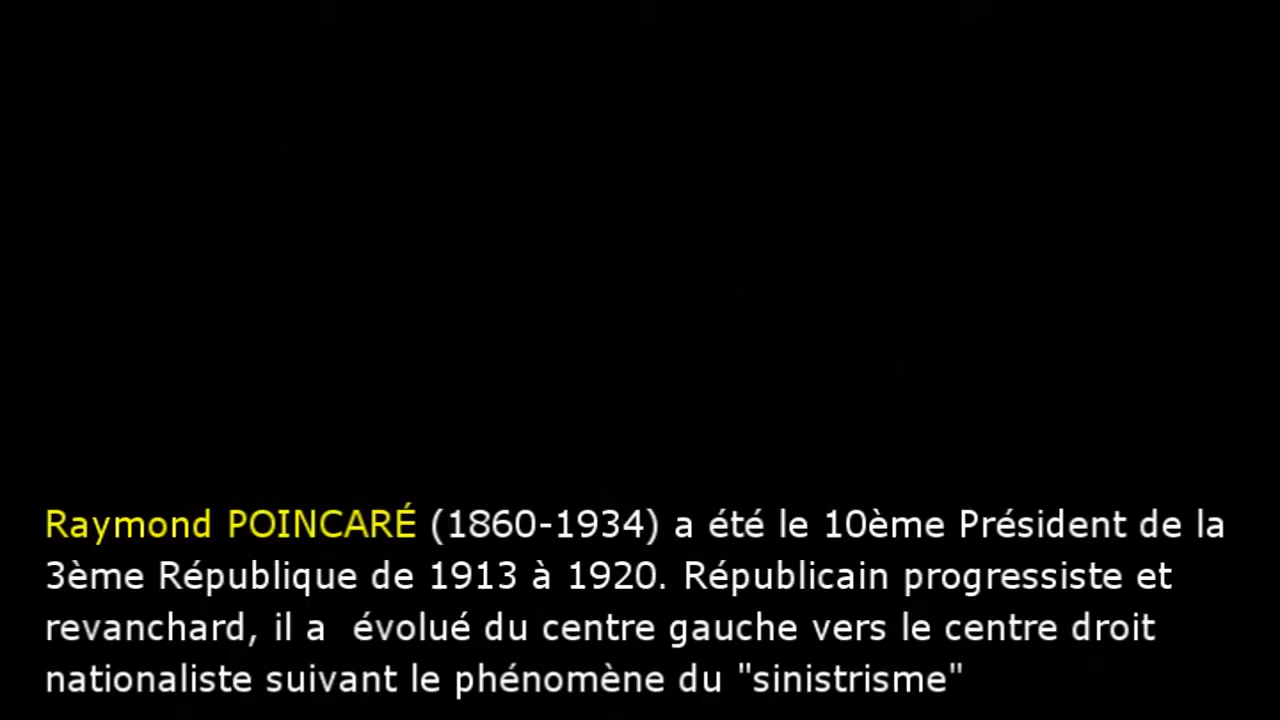 Raymond POINCARÉ (1860-1934) a été le 10ème Président de la
3ème République de 1913 à 1920. Républicain progressiste et
revanchard, il a  évolué du centre gauche vers le centre droit
nationaliste suivant le phénomène du "sinistrisme"